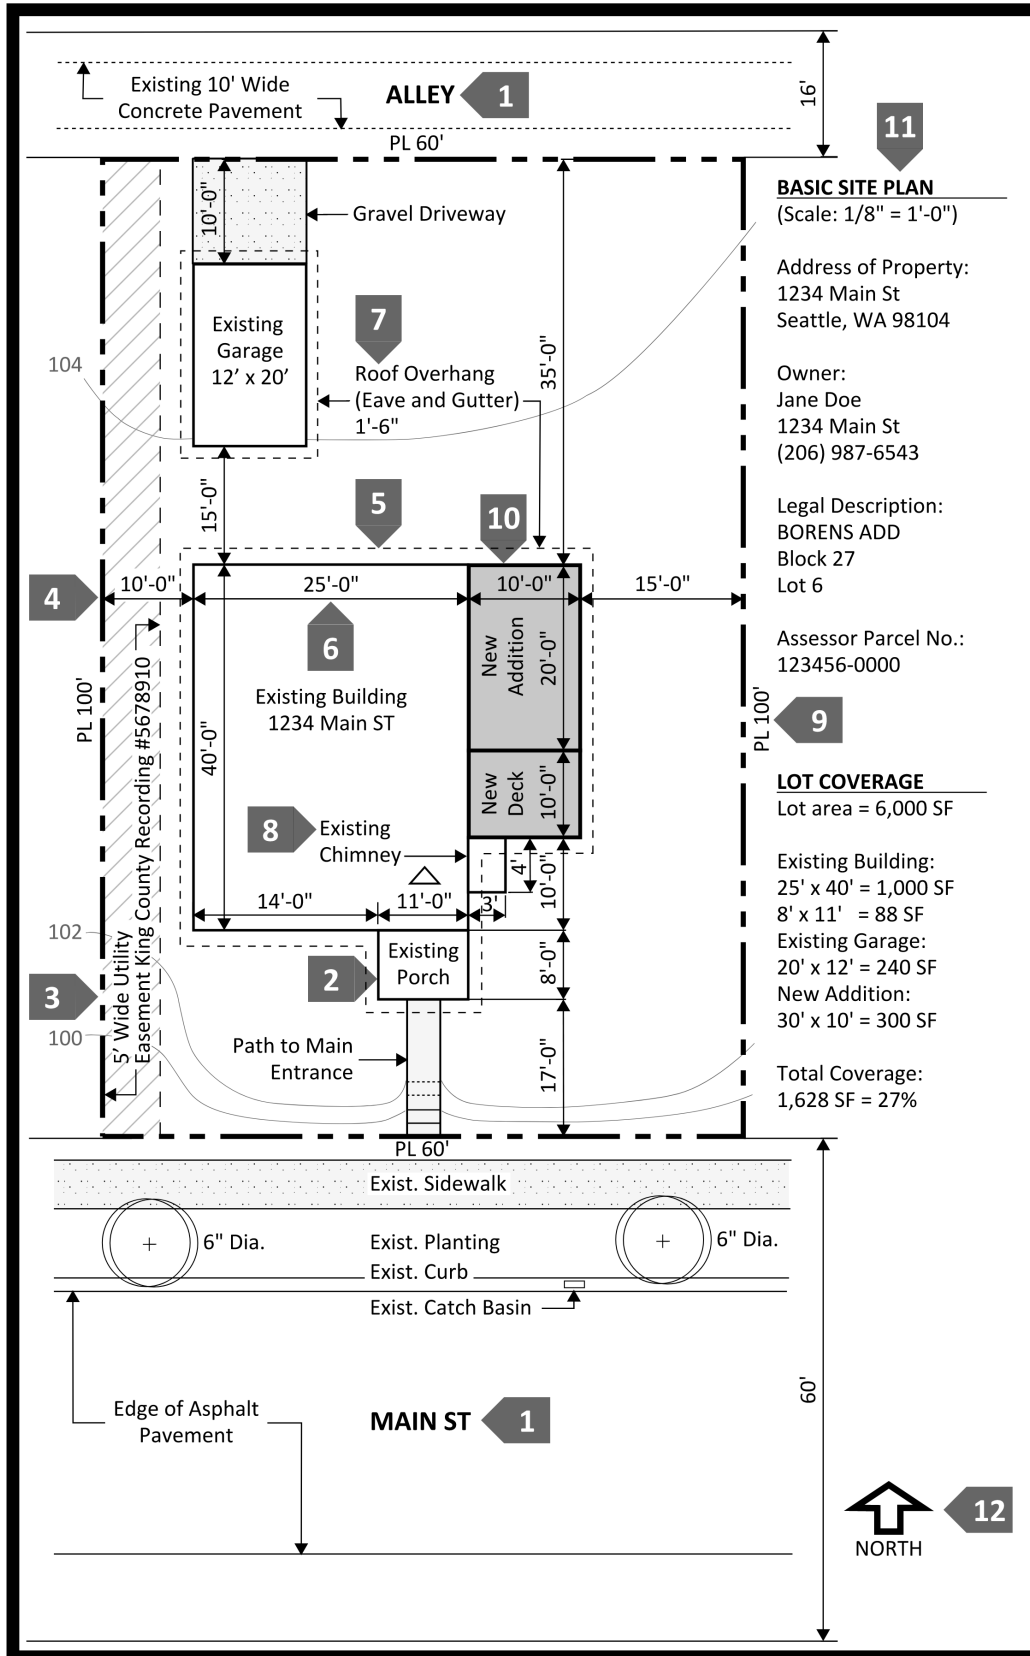 16'
Existing 10' Wide
Concrete Pavement
ALLEY
1
PL 60'
11
BASIC SITE PLAN
(Scale: 1/8" = 1'-0")
Address of Property:
1234 Main St
Seattle, WA 98104
Owner:
Jane Doe
1234 Main St
(206) 987-6543
Legal Description:
BORENS ADD
Block 27
Lot 6
Assessor Parcel No.:
123456-0000
10'-0"
Gravel Driveway
Existing
Garage
12' x 20'
7
Roof Overhang
(Eave and Gutter)
1'-6"
35'-0"
104
15'-0"
5
10
4
10'-0"
25'-0"
10'-0"
15'-0"
6
New
Addition
20'-0"
Existing Building
1234 Main ST
40'-0"
PL 100'
PL 100'
9
5' Wide Utility
Easement King County Recording #5678910
New
Deck
10'-0"
8
Existing
Chimney
4'
3'
10'-0"
14'-0"
11'-0"
102
3
100
2
Existing
Porch
8'-0"
Path to Main
Entrance
17'-0"
LOT COVERAGE
Lot area = 6,000 SF
Existing Building:
25' x 40' = 1,000 SF
8' x 11' = 88 SF
Existing Garage:
20' x 12' = 240 SF
New Addition:
30' x 10' = 300 SF
Total Coverage:
1,628 SF = 27%
PL 60'
Exist. Sidewalk
6" Dia.
Exist. Planting
6" Dia.
Exist. Curb
Exist. Catch Basin
60'
Edge of Asphalt
Pavement
MAIN ST
1
12
NORTH